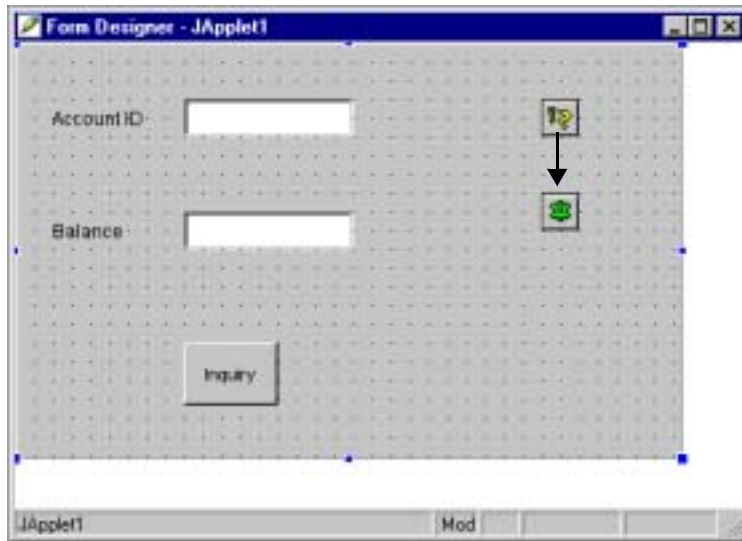 Form Designer - JApplet1
Account ID
Balance
Inquiry
JApplet1
Mod